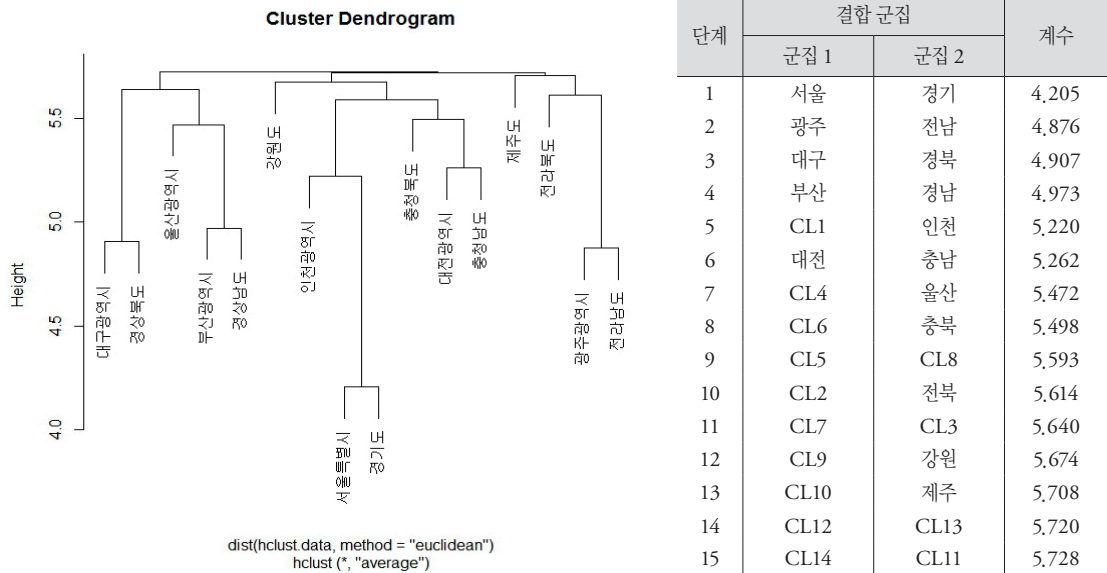 Cluster Dendrogram
Height
5.5
5.0
4.5
4.0
대구광역시
경상북도
울산광역시
부산광역시
경상남도
강원도
인천광역시
서울특별시
경기도
충청북도
대전광역시
충청남도
제주도
전라북도
광주광역시
전라남도
dist(hclust.data, method = "euclidean")
hclust (*, "average")
단계 결합 군집 계수
군집 1 군집 2
1 서울 경기 4.205
2 광주 전남 4.876
3 대구 경북 4.907
4 부산 경남 4.973
5 CL1 인천 5.220
6 대전 충남 5.262
7 CL4 울산 5.472
8 CL6 충북 5.498
9 CL5 CL8 5.593
10 CL2 전북 5.614
11 CL7 CL3 5.640
12 CL9 강원 5.674
13 CL10 제주 5.708
14 CL12 CL13 5.720
15 CL14 CL11 5.728